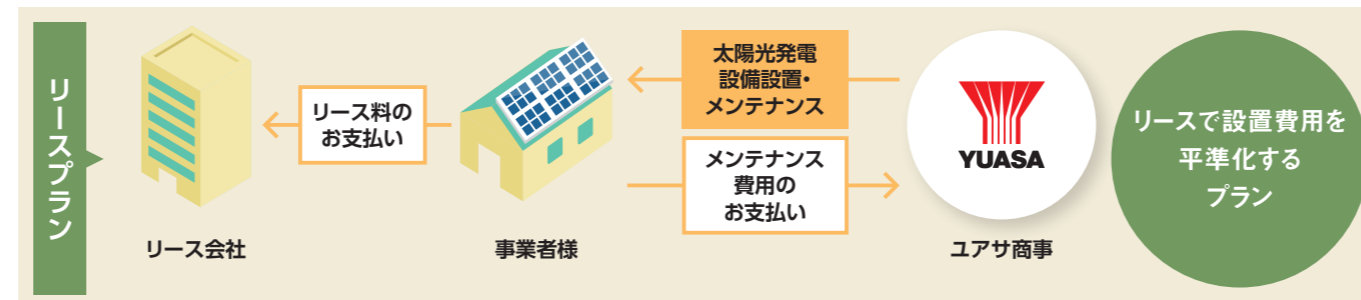 リースプラン
リース料の
お支払い
太陽光発電
設備設置・
メンテナンス
メンテナンス
費用の
お支払い
YUASA
リースで設置費用を
平準化する
プラン
リース会社
事業者様
ユアサ商事